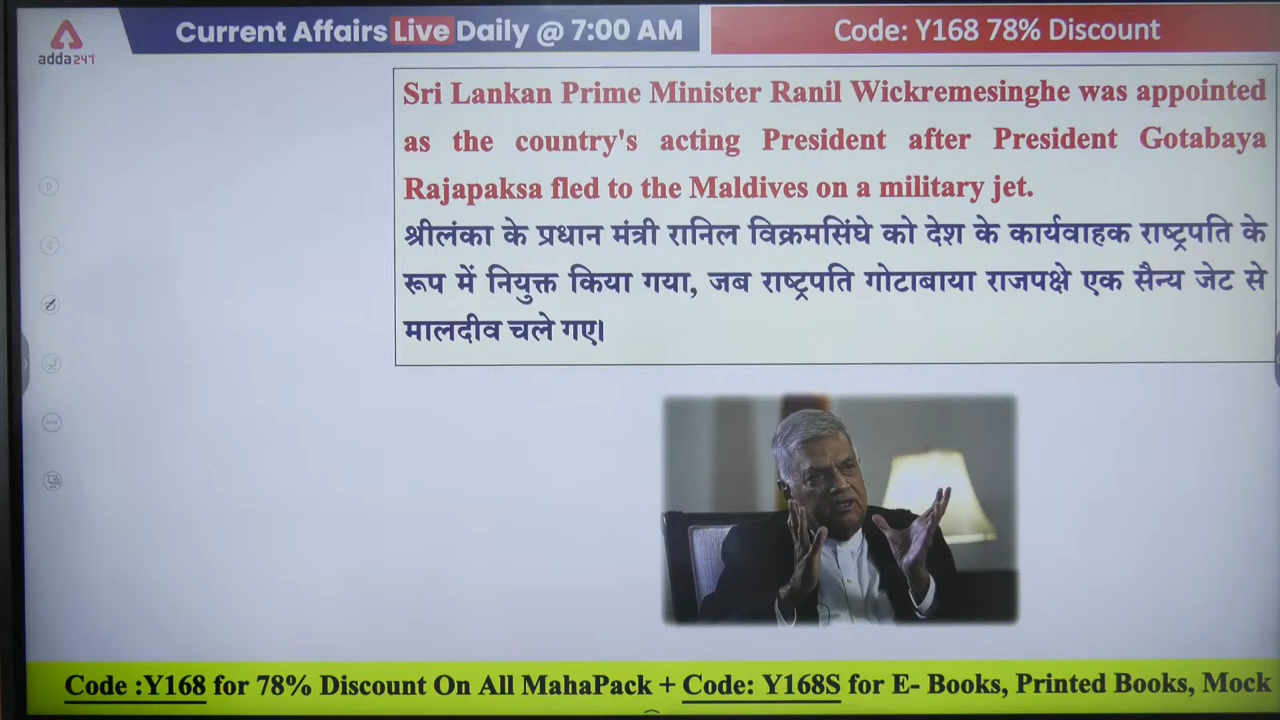 adda247
Current Affairs Live Daily @ 7:00 AM
Code: Y168 78% Discount
Sri Lankan Prime Minister Ranil Wickremesinghe was appointed
as the country's acting President after President Gotabaya
Rajapaksa fled to the Maldives on a military jet.
श्रीलंका के प्रधान मंत्री रानिल विक्रमसिंघे को देश के कार्यवाहक राष्ट्रपति के
रूप में नियुक्त किया गया, जब राष्ट्रपति गोटाबाया राजपक्षे एक सैन्य जेट से
मालदीव चले गए।
Code :Y168 for 78% Discount On All MahaPack + Code: Y168S for E- Books, Printed Books, Mock